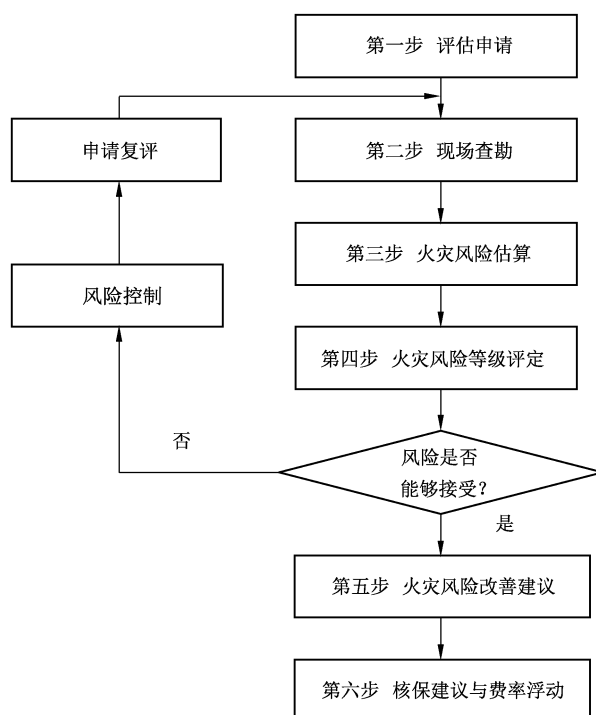 第一步 评估申请
申请复评
第二步 现场查勘
第三步 火灾风险估算
风险控制
第四步 火灾风险等级评定
否
风险是否
能够接受?
是
第五步 火灾风险改善建议
第六步 核保建议与费率浮动